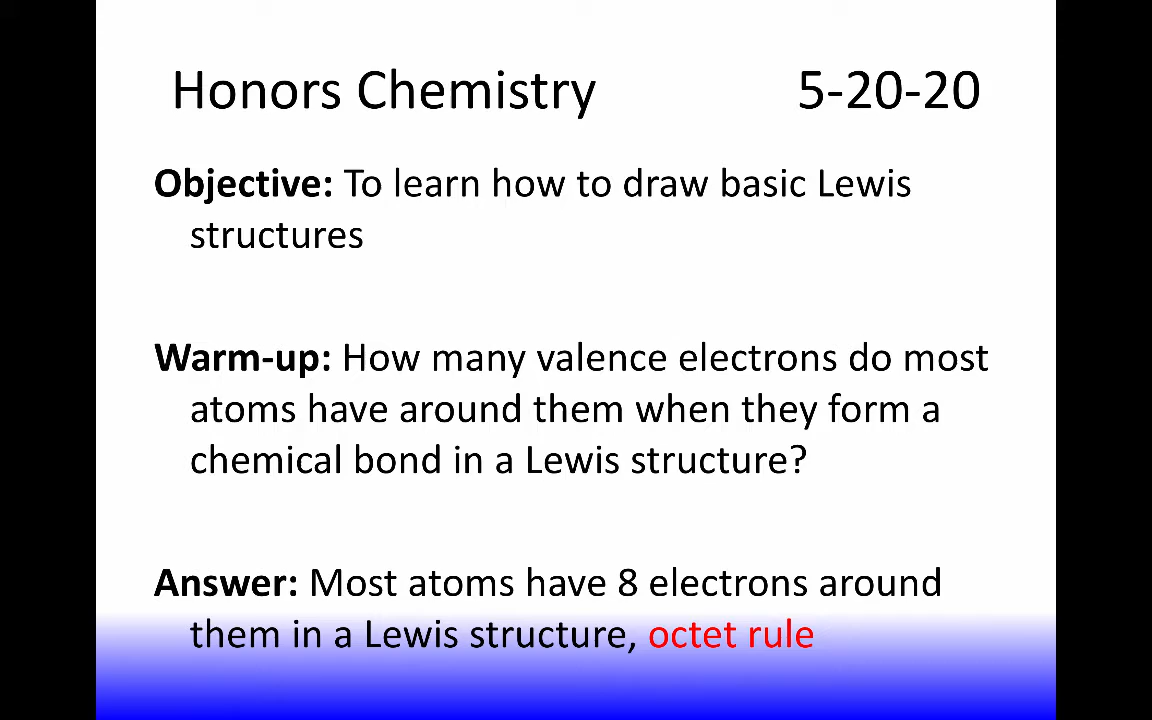 Honors Chemistry 5-20-20
Objective: To learn how to draw basic Lewis
structures
Warm-up: How many valence electrons do most
atoms have around them when they form a
chemical bond in a Lewis structure?
Answer: Most atoms have 8 electrons around
them in a Lewis structure, octet rule